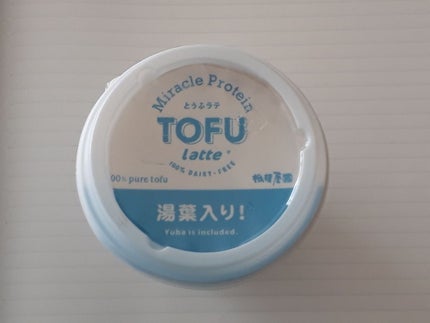 Miracle Protein
とうふラテ
TOFU
Latte
100% DAIRY-FREE
00% pure tofu
湯葉入り!
Yuba is included.